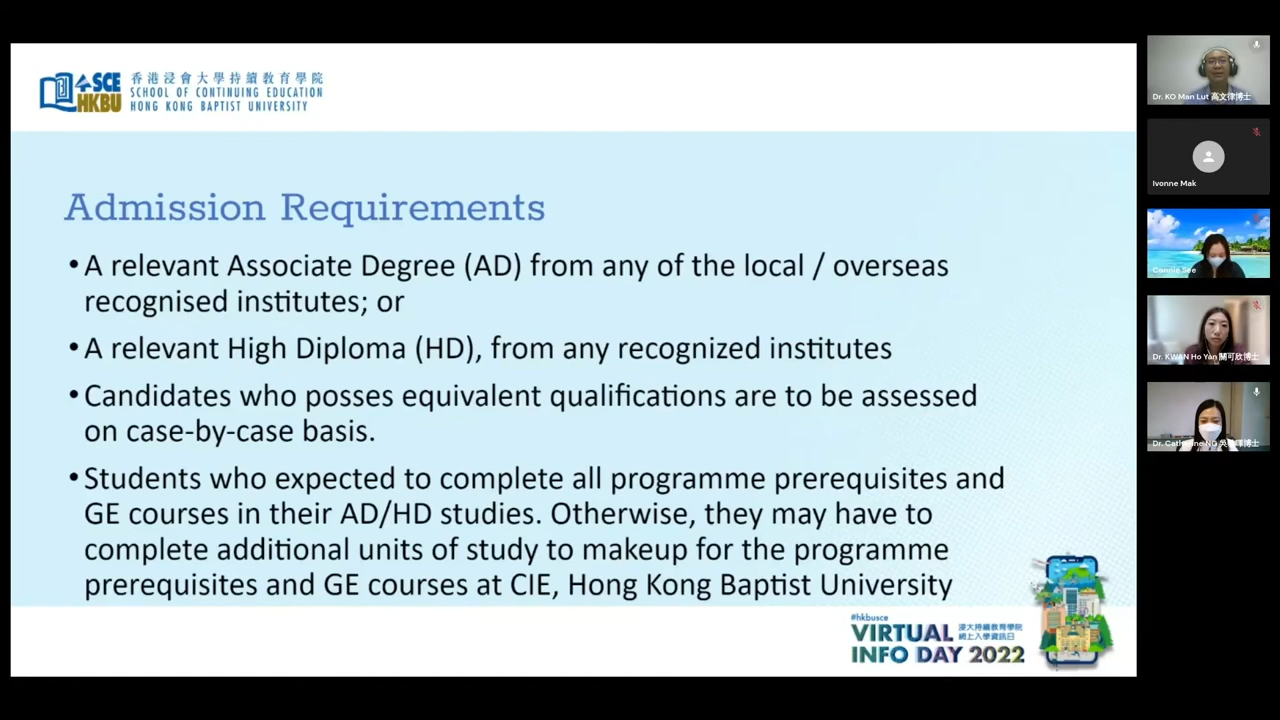 SCE
HKBU
香港浸會大學持續教育學院
SCHOOL OF CONTINUING EDUCATION
HONG KONG BAPTIST UNIVERSITY
Admission Requirements
• A relevant Associate Degree (AD) from any of the local / overseas
recognised institutes; or
• A relevant High Diploma (HD), from any recognized institutes
• Candidates who posses equivalent qualifications are to be assessed
on case-by-case basis.
• Students who expected to complete all programme prerequisites and
GE courses in their AD/HD studies. Otherwise, they may have to
complete additional units of study to makeup for the programme
prerequisites and GE courses at CIE, Hong Kong Baptist University
#hkbusce
VIRTUAL 浸大持續教育學院
網上入學資訊日
INFO DAY 2022
Dr. KO Man Lut 高文律博士
Ivonne Mak
Connie See
Dr. KWAN Ho Yan 關可欣博士
Dr. Catherine NG 博士